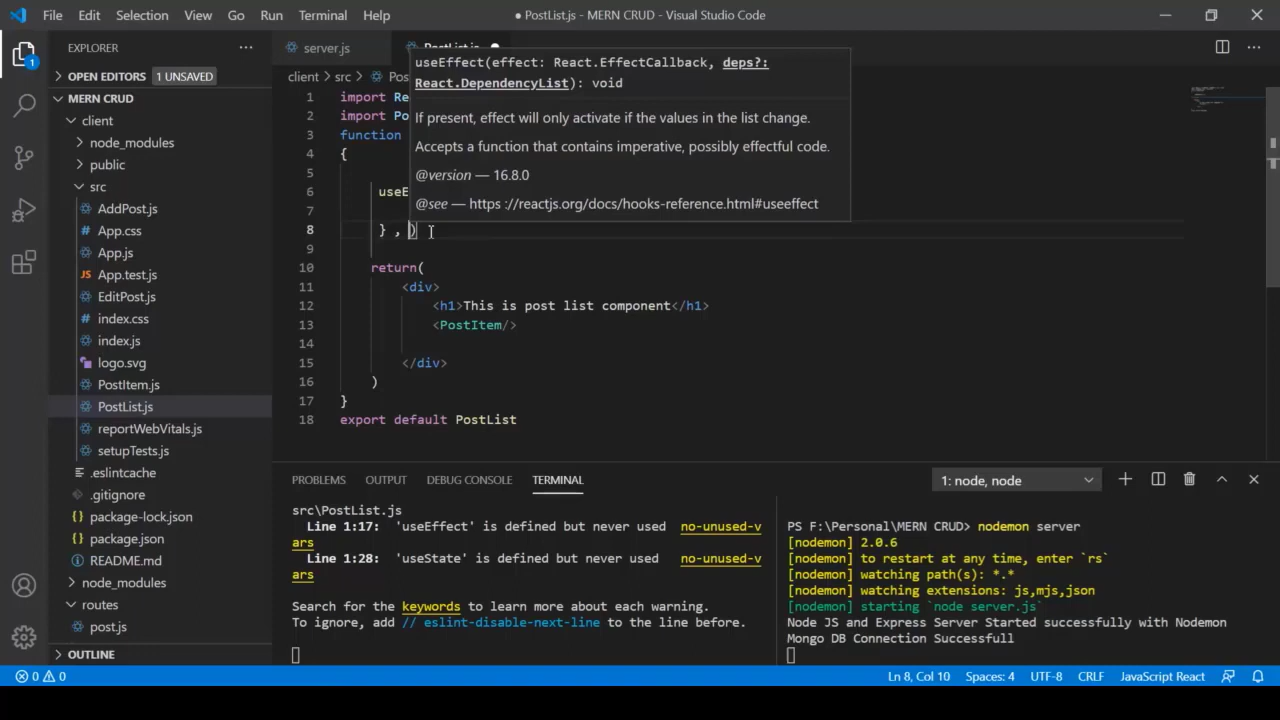 File Edit Selection View Go Run Terminal Help
● PostList.js - MERN CRUD - Visual Studio Code
EXPLORER
OPEN EDITORS 1 UNSAVED
MERN CRUD
client
node_modules
public
src
AddPost.js
App.css
App.js
JS App.test.js
EditPost.js
index.css
index.js
logo.svg
PostItem.js
PostList.js
reportWebVitals.js
setupTests.js
.eslintcache
.gitignore
{} package-lock.json
{} package.json
README.md
node_modules
routes
post.js
OUTLINE
1
server.js
PostList.js
client > src > Pos
useEffect(effect: React.EffectCallback, deps?:
React.DependencyList): void
If present, effect will only activate if the values in the list change.
Accepts a function that contains imperative, possibly effectful code.
@version — 16.8.0
@see — https ://reactjs.org/docs/hooks-reference.html#useeffect
1 import Re
2 import Po
3 function
4 {
5
6 useE
7
8 } , )
9
10 return(
11 <div>
12 <h1>This is post list component</h1>
13 <PostItem/>
14
15 </div>
16 )
17 }
18 export default PostList
PROBLEMS OUTPUT DEBUG CONSOLE TERMINAL
1: node, node
src\PostList.js
Line 1:17: 'useEffect' is defined but never used no-unused-v
ars
Line 1:28: 'useState' is defined but never used no-unused-v
ars
Search for the keywords to learn more about each warning.
To ignore, add // eslint-disable-next-line to the line before.
PS F:\Personal\MERN CRUD> nodemon server
[nodemon] 2.0.6
[nodemon] to restart at any time, enter `rs`
[nodemon] watching path(s): *.*
[nodemon] watching extensions: js,mjs,json
[nodemon] starting `node server.js`
Node JS and Express Server Started successfully with Nodemon
Mongo DB Connection Successfull
0 0
Ln 8, Col 10 Spaces: 4 UTF-8 CRLF JavaScript React